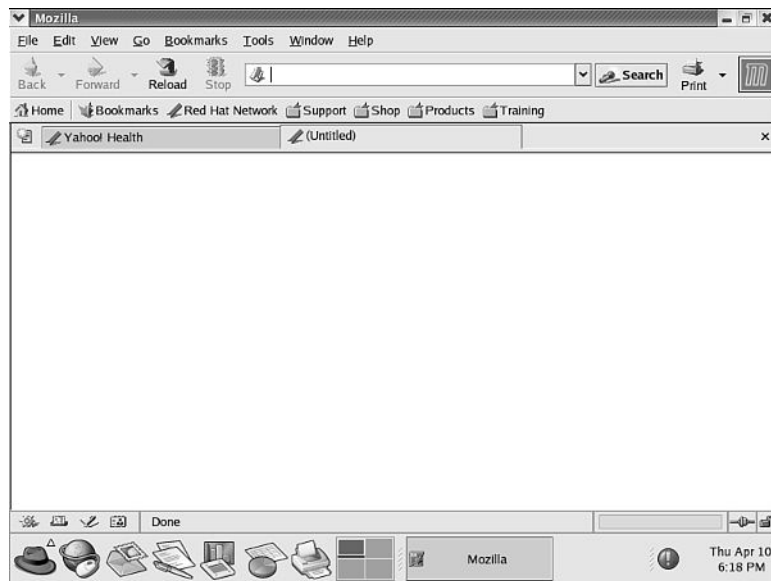 Mozilla
File Edit View Go Bookmarks Tools Window Help
Back Forward Reload Stop Search Print
Home Bookmarks Red Hat Network Support Shop Products Training
Yahoo! Health (Untitled)
Done
Mozilla
Thu Apr 10
6:18 PM